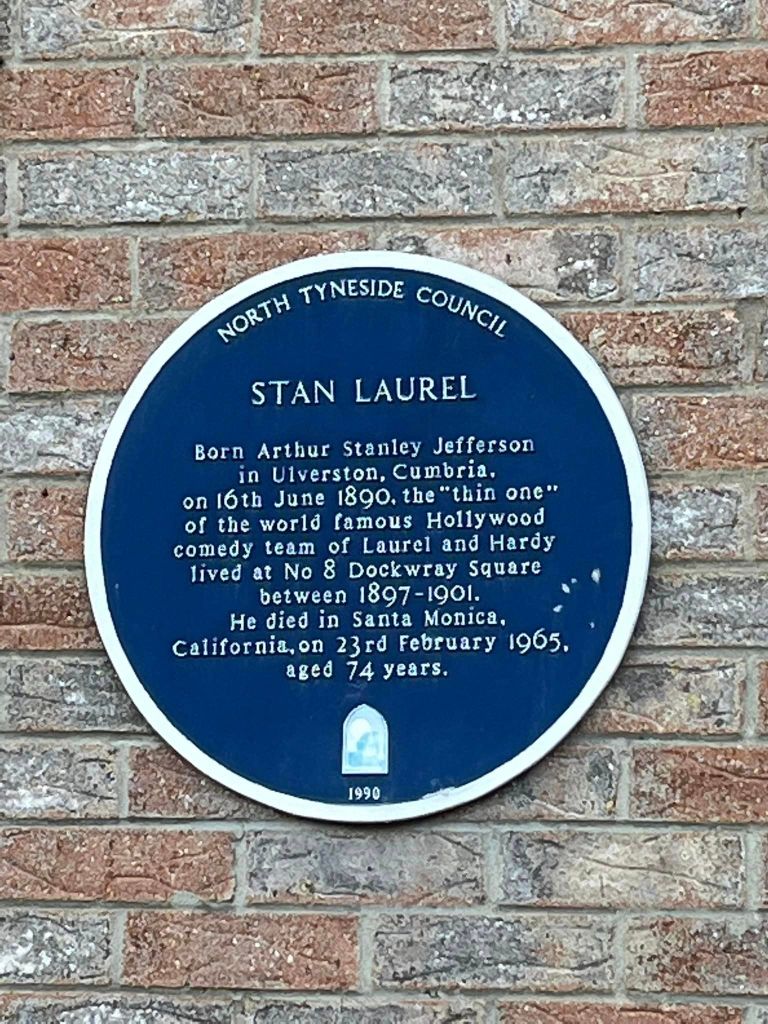 NORTH TYNESIDE COUNCIL
STAN LAUREL
Born Arthur Stanley Jefferson
in Ulverston, Cumbria,
on 16th June 1890, the "thin one"
of the world famous Hollywood
comedy team of Laurel and Hardy
lived at No 8 Dockwray Square
between 1897-1901.
He died in Santa Monica,
California, on 23rd February 1965,
aged 74 years.
1990